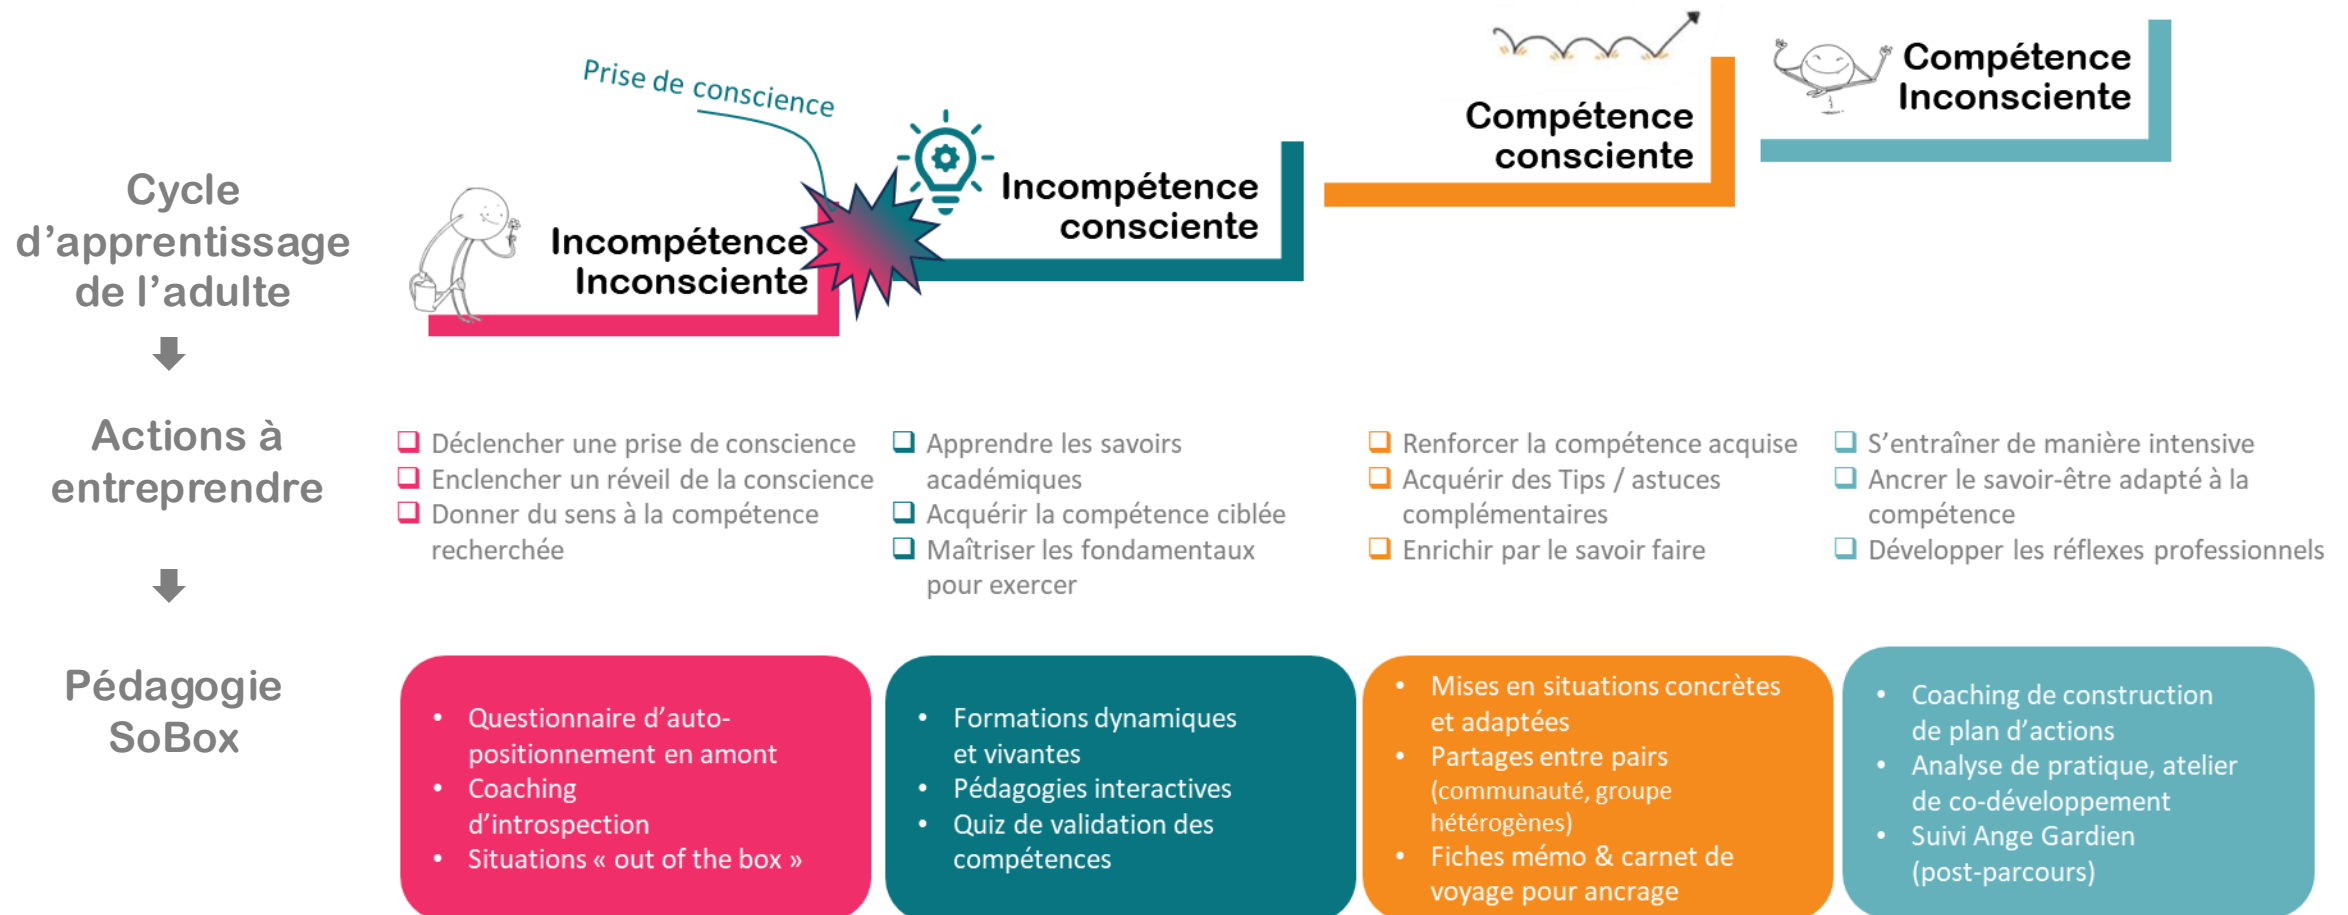 Cycle
d’apprentissage
de l’adulte
Prise de conscience
Incompétence
Inconsciente
Incompétence
consciente
Compétence
consciente
Compétence
Inconsciente
Actions à
entreprendre
❑ Déclencher une prise de conscience
❑ Enclencher un réveil de la conscience
❑ Donner du sens à la compétence
recherchée
❑ Apprendre les savoirs
académiques
❑ Acquérir la compétence ciblée
❑ Maîtriser les fondamentaux
pour exercer
❑ Renforcer la compétence acquise
❑ Acquérir des Tips / astuces
complémentaires
❑ Enrichir par le savoir faire
❑ S’entraîner de manière intensive
❑ Ancrer le savoir-être adapté à la
compétence
❑ Développer les réflexes professionnels
Pédagogie
SoBox
• Questionnaire d’auto-
positionnement en amont
• Coaching
d’introspection
• Situations « out of the box »
• Formations dynamiques
et vivantes
• Pédagogies interactives
• Quiz de validation des
compétences
• Mises en situations concrètes
et adaptées
• Partages entre pairs
(communauté, groupe
hétérogènes)
• Fiches mémo & carnet de
voyage pour ancrage
• Coaching de construction
de plan d’actions
• Analyse de pratique, atelier
de co-développement
• Suivi Ange Gardien
(post-parcours)